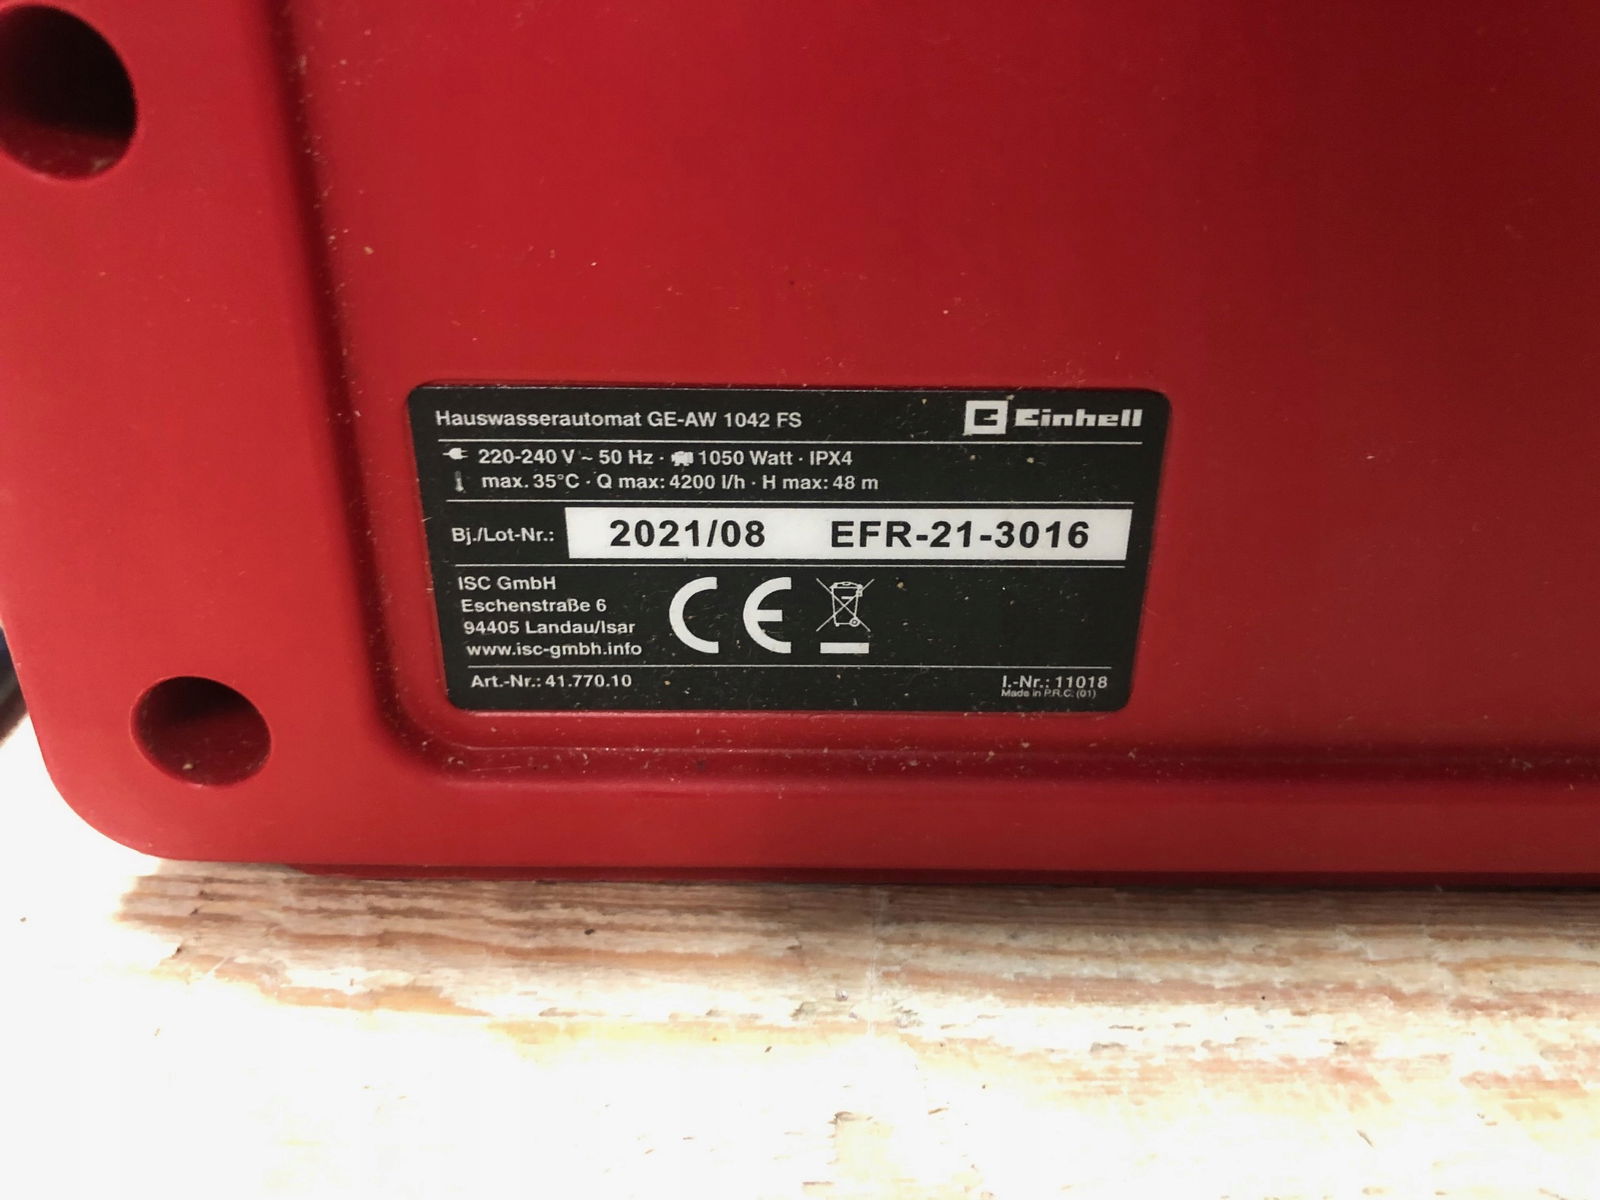 Hauswasserautomat GE-AW 1042 FS
Einhell
220-240 V ~ 50 Hz · 1050 Watt · IPX4
max. 35°C · Q max: 4200 l/h · H max: 48 m
Bj./Lot-Nr.: 2021/08 EFR-21-3016
ISC GmbH
Eschenstraße 6
94405 Landau/Isar
www.isc-gmbh.info
CE
Art.-Nr.: 41.770.10
I.-Nr.: 11018
Made in P.R.C. (01)